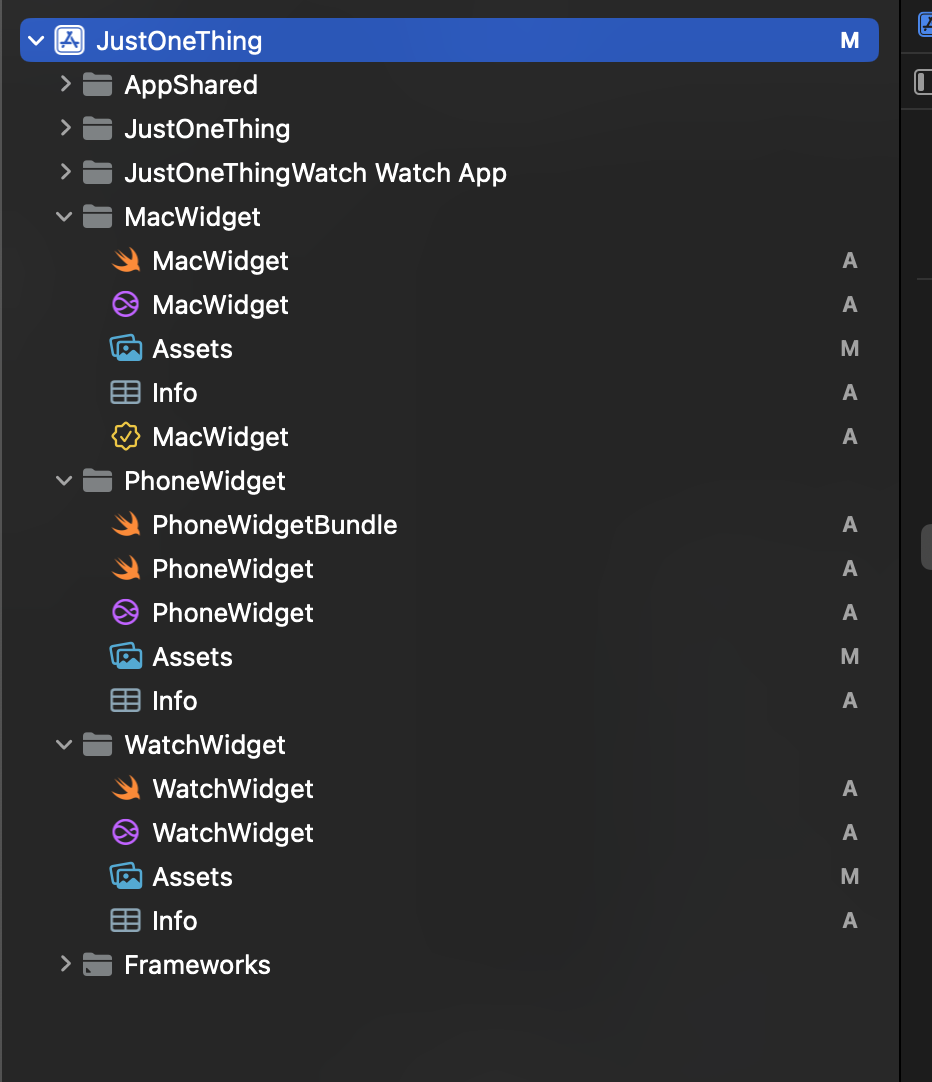 JustOneThing M
AppShared
JustOneThing
JustOneThingWatch Watch App
MacWidget
MacWidget A
MacWidget A
Assets M
Info A
MacWidget A
PhoneWidget
PhoneWidgetBundle A
PhoneWidget A
PhoneWidget A
Assets M
Info A
WatchWidget
WatchWidget A
WatchWidget A
Assets M
Info A
Frameworks